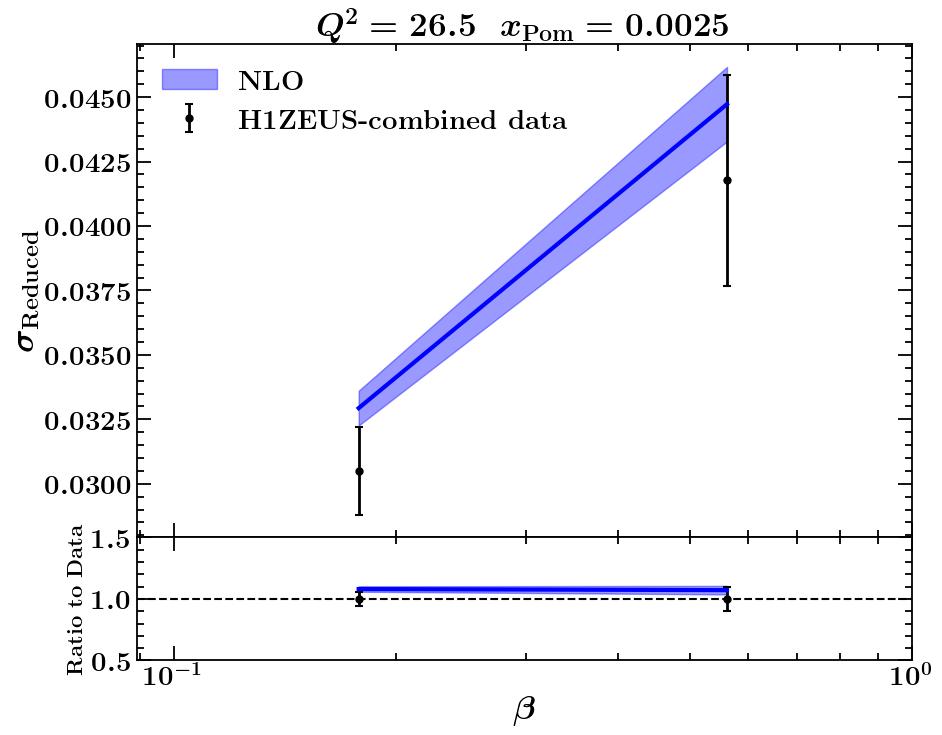 Q² = 26.5 x_Pom = 0.0025
NLO
H1ZEUS-combined data
σ_Reduced
0.0450
0.0425
0.0400
0.0375
0.0350
0.0325
0.0300
Ratio to Data
1.5
1.0
0.5
10⁻¹
10⁰
β